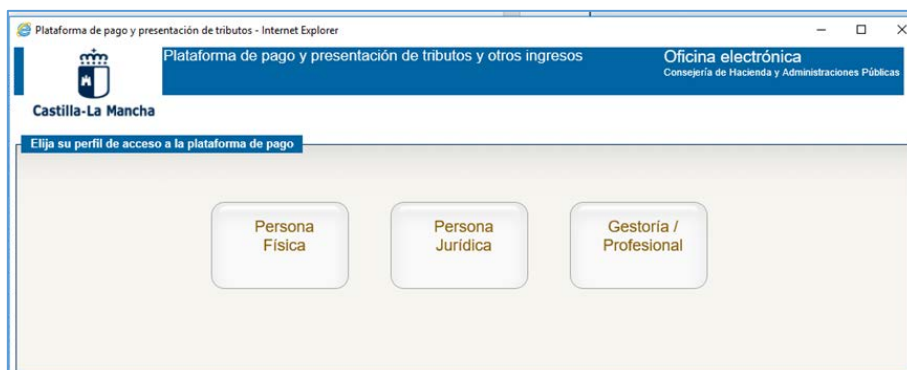 Plataforma de pago y presentación de tributos - Internet Explorer
Plataforma de pago y presentación de tributos y otros ingresos
Oficina electrónica
Consejería de Hacienda y Administraciones Públicas
Castilla-La Mancha
Elija su perfil de acceso a la plataforma de pago
Persona
Física
Persona
Jurídica
Gestoría /
Profesional